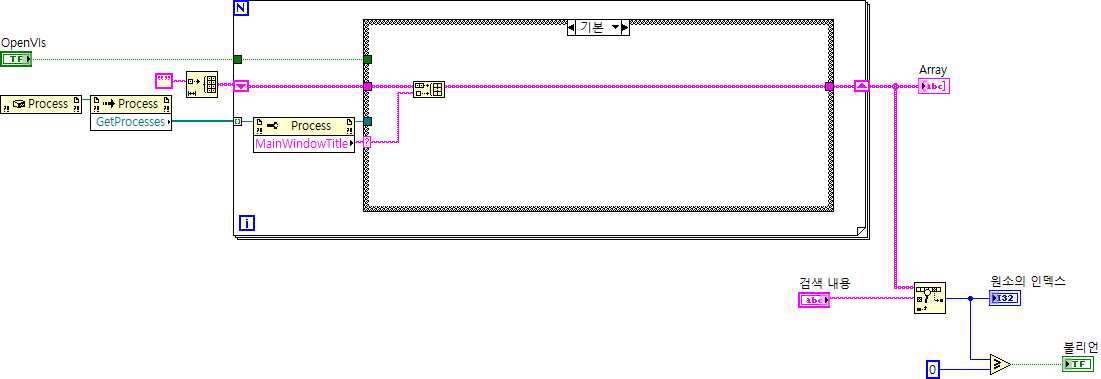 N
기본
OpenVIs
TF
""
Array
abc
Process
Process
GetProcesses
Process
MainWindowTitle
?
i
검색 내용
abc
원소의 인덱스
I32
불리언
0
≥
TF